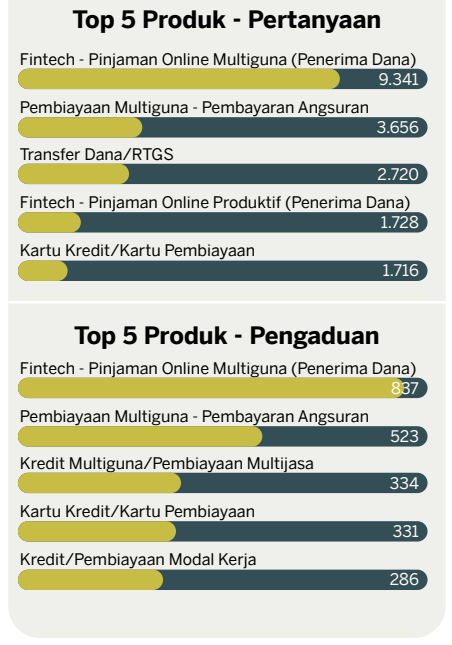 Top 5 Produk - Pertanyaan
Fintech - Pinjaman Online Multiguna (Penerima Dana)
9.341
Pembiayaan Multiguna - Pembayaran Angsuran
3.656
Transfer Dana/RTGS
2.720
Fintech - Pinjaman Online Produktif (Penerima Dana)
1.728
Kartu Kredit/Kartu Pembiayaan
1.716
Top 5 Produk - Pengaduan
Fintech - Pinjaman Online Multiguna (Penerima Dana)
837
Pembiayaan Multiguna - Pembayaran Angsuran
523
Kredit Multiguna/Pembiayaan Multijasa
334
Kartu Kredit/Kartu Pembiayaan
331
Kredit/Pembiayaan Modal Kerja
286